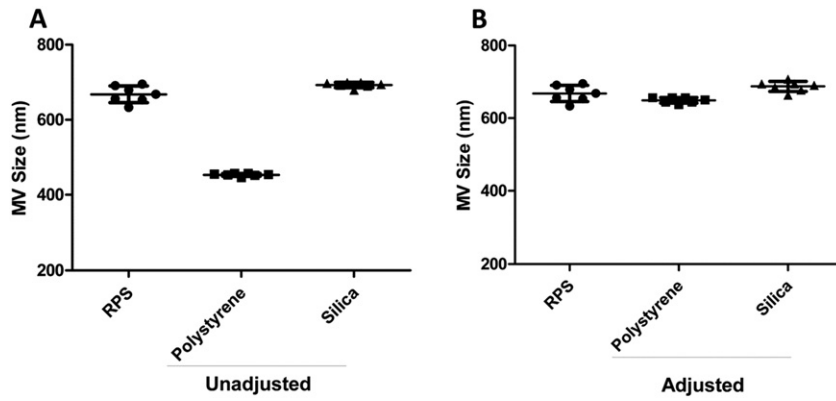 A
MV Size (nm)
800
600
400
200
RPS
Polystyrene
Silica
Unadjusted
B
MV Size (nm)
800
600
400
200
RPS
Polystyrene
Silica
Adjusted